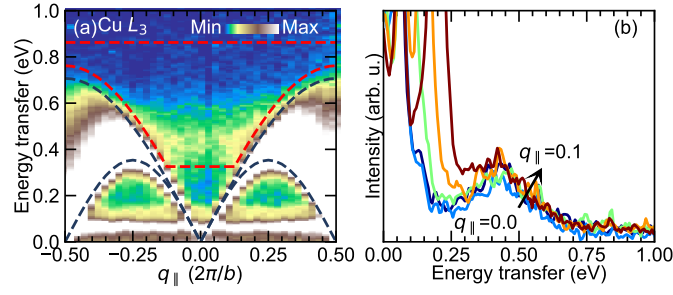 (a) Cu L₃ Min Max
Energy transfer (eV)
1.0
0.8
0.6
0.4
0.2
0.0
−0.50 −0.25 0.00 0.25 0.50
q∥ (2π/b)
(b)
Intensity (arb. u.)
q∥=0.1
q∥=0.0
0.00 0.25 0.50 0.75 1.00
Energy transfer (eV)